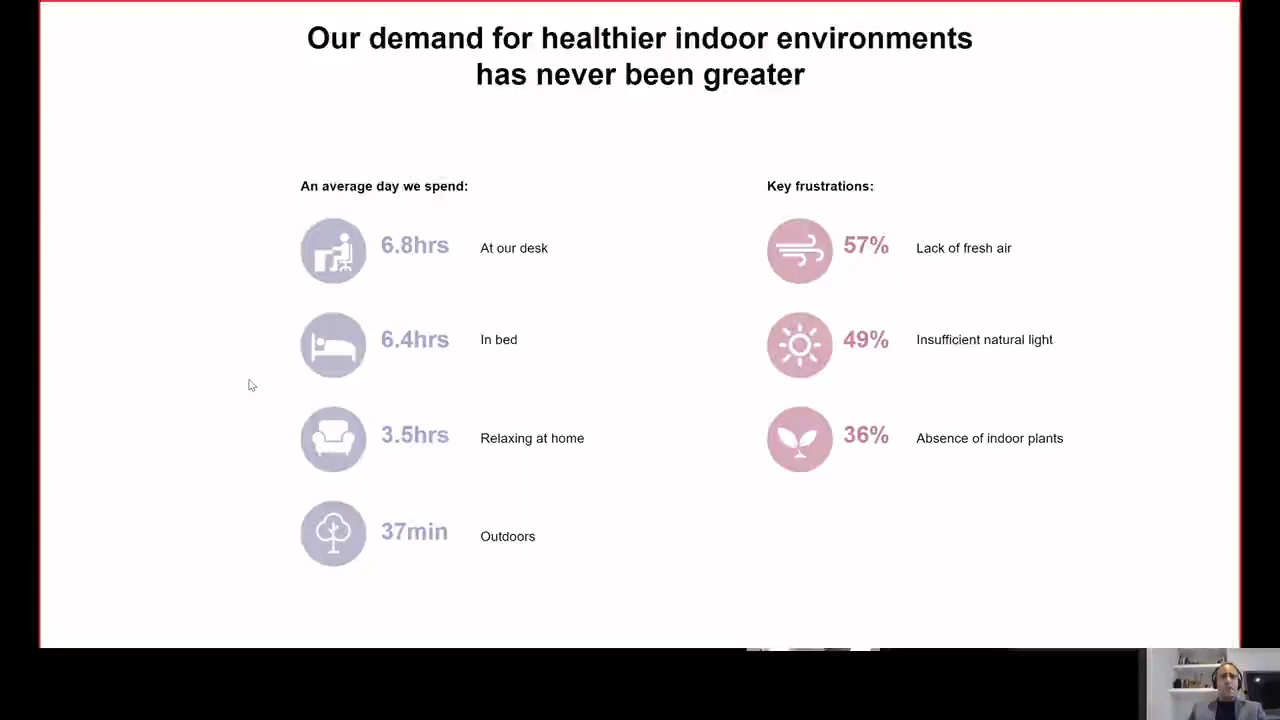 Our demand for healthier indoor environments
has never been greater
An average day we spend:
6.8hrs At our desk
6.4hrs In bed
3.5hrs Relaxing at home
37min Outdoors
Key frustrations:
57% Lack of fresh air
49% Insufficient natural light
36% Absence of indoor plants